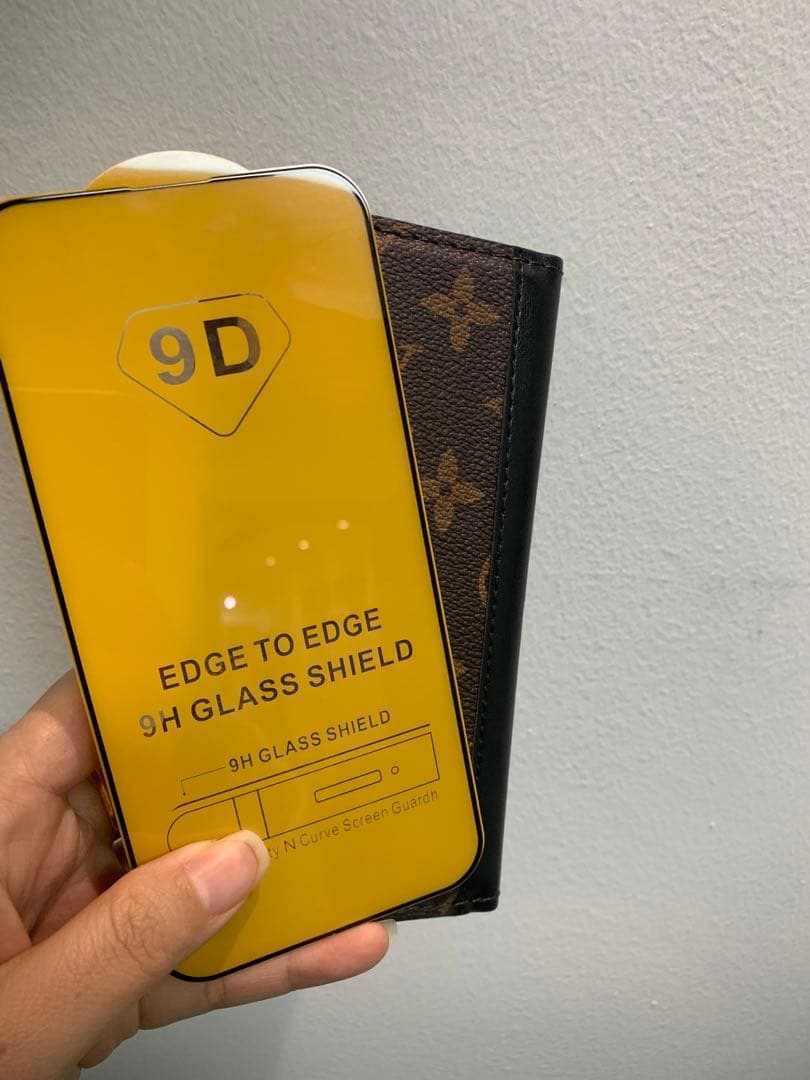 9D
EDGE TO EDGE
9H GLASS SHIELD
9H GLASS SHIELD
N Curve Screen Guardh